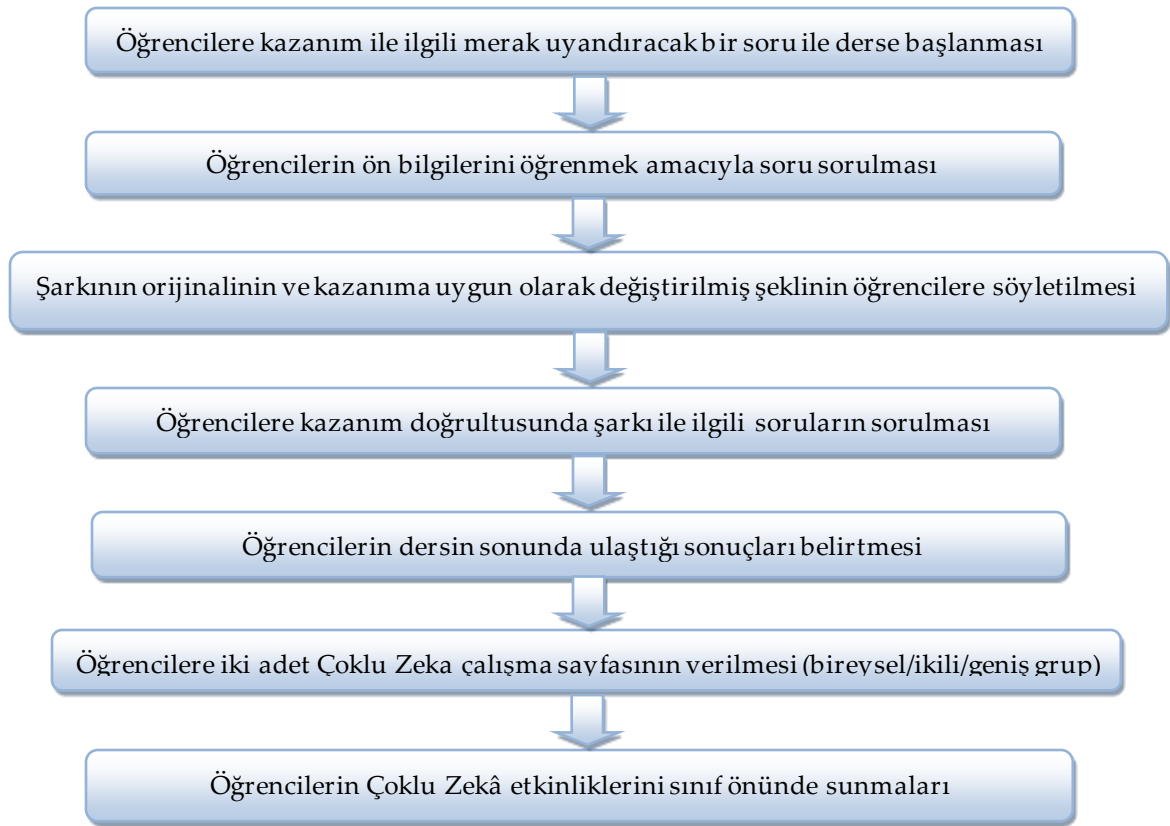 Öğrencilere kazanım ile ilgili merak uyandıracak bir soru ile derse başlanması
Öğrencilerin ön bilgilerini öğrenmek amacıyla soru sorulması
Şarkının orijinalinin ve kazanıma uygun olarak değiştirilmiş şeklinin öğrencilere söyletilmesi
Öğrencilere kazanım doğrultusunda şarkı ile ilgili soruların sorulması
Öğrencilerin dersin sonunda ulaştığı sonuçları belirtmesi
Öğrencilere iki adet Çoklu Zeka çalışma sayfasının verilmesi (bireysel/ikili/geniş grup)
Öğrencilerin Çoklu Zekâ etkinliklerini sınıf önünde sunmaları